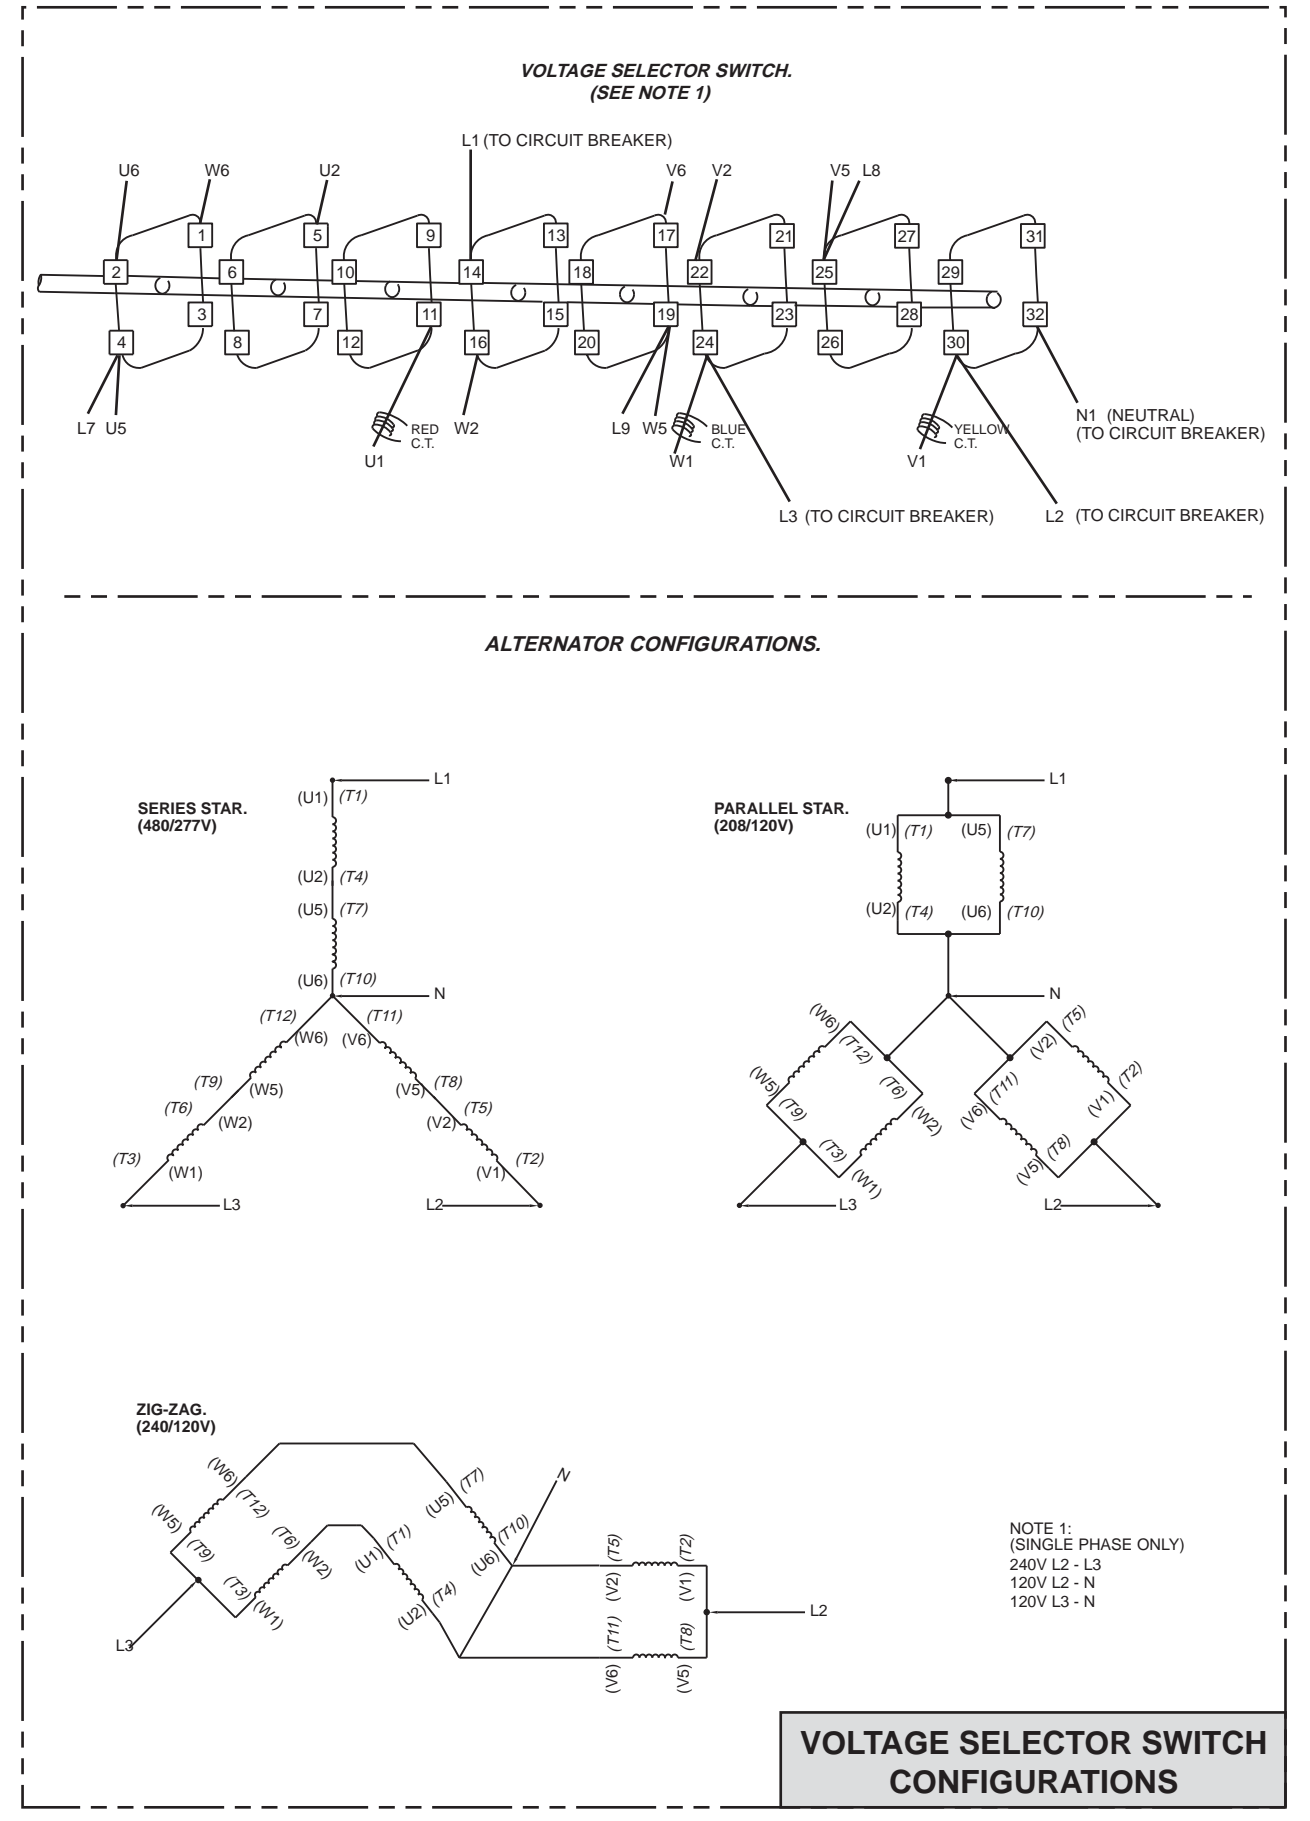 VOLTAGE SELECTOR SWITCH.
(SEE NOTE 1)
L1 (TO CIRCUIT BREAKER)
U6 W6 U2 V6 V2 V5 L8
1 5 9 13 17 21 27 31
2 6 10 14 18 22 25 29
3 7 11 15 19 23 28 32
4 8 12 16 20 24 26 30
L7 U5 RED C.T. W2 L9 W5 BLUE C.T. YELLOW C.T.
N1 (NEUTRAL)
(TO CIRCUIT BREAKER)
U1 W1 V1
L3 (TO CIRCUIT BREAKER) L2 (TO CIRCUIT BREAKER)
ALTERNATOR CONFIGURATIONS.
SERIES STAR.
(480/277V)
L1
(U1) (T1)
(U2) (T4)
(U5) (T7)
(U6) (T10)
N
(T12) (T11)
(W6) (V6)
(T9) (T8)
(W5) (V5)
(T6) (T5)
(W2) (V2)
(T3) (T2)
(W1) (V1)
L3 L2
PARALLEL STAR.
(208/120V)
L1
(U1) (T1) (U5) (T7)
(U2) (T4) (U6) (T10)
N
(W6) (T12) (V2) (T5)
(W5) (T9) (T6) (W2) (V6) (T11) (V1) (T2)
(T3) (W1) (V5) (T8)
L3 L2
ZIG-ZAG.
(240/120V)
(W6) (T12) (U5) (T7) N
(W5) (T9) (T6) (W2) (U1) (T1) (U6) (T10)
(T3) (W1) (U2) (T4)
(T5) (T2)
(V2) (V1)
(T11) (T8)
(V6) (V5)
L3 L2
NOTE 1:
(SINGLE PHASE ONLY)
240V L2 - L3
120V L2 - N
120V L3 - N
VOLTAGE SELECTOR SWITCH
CONFIGURATIONS